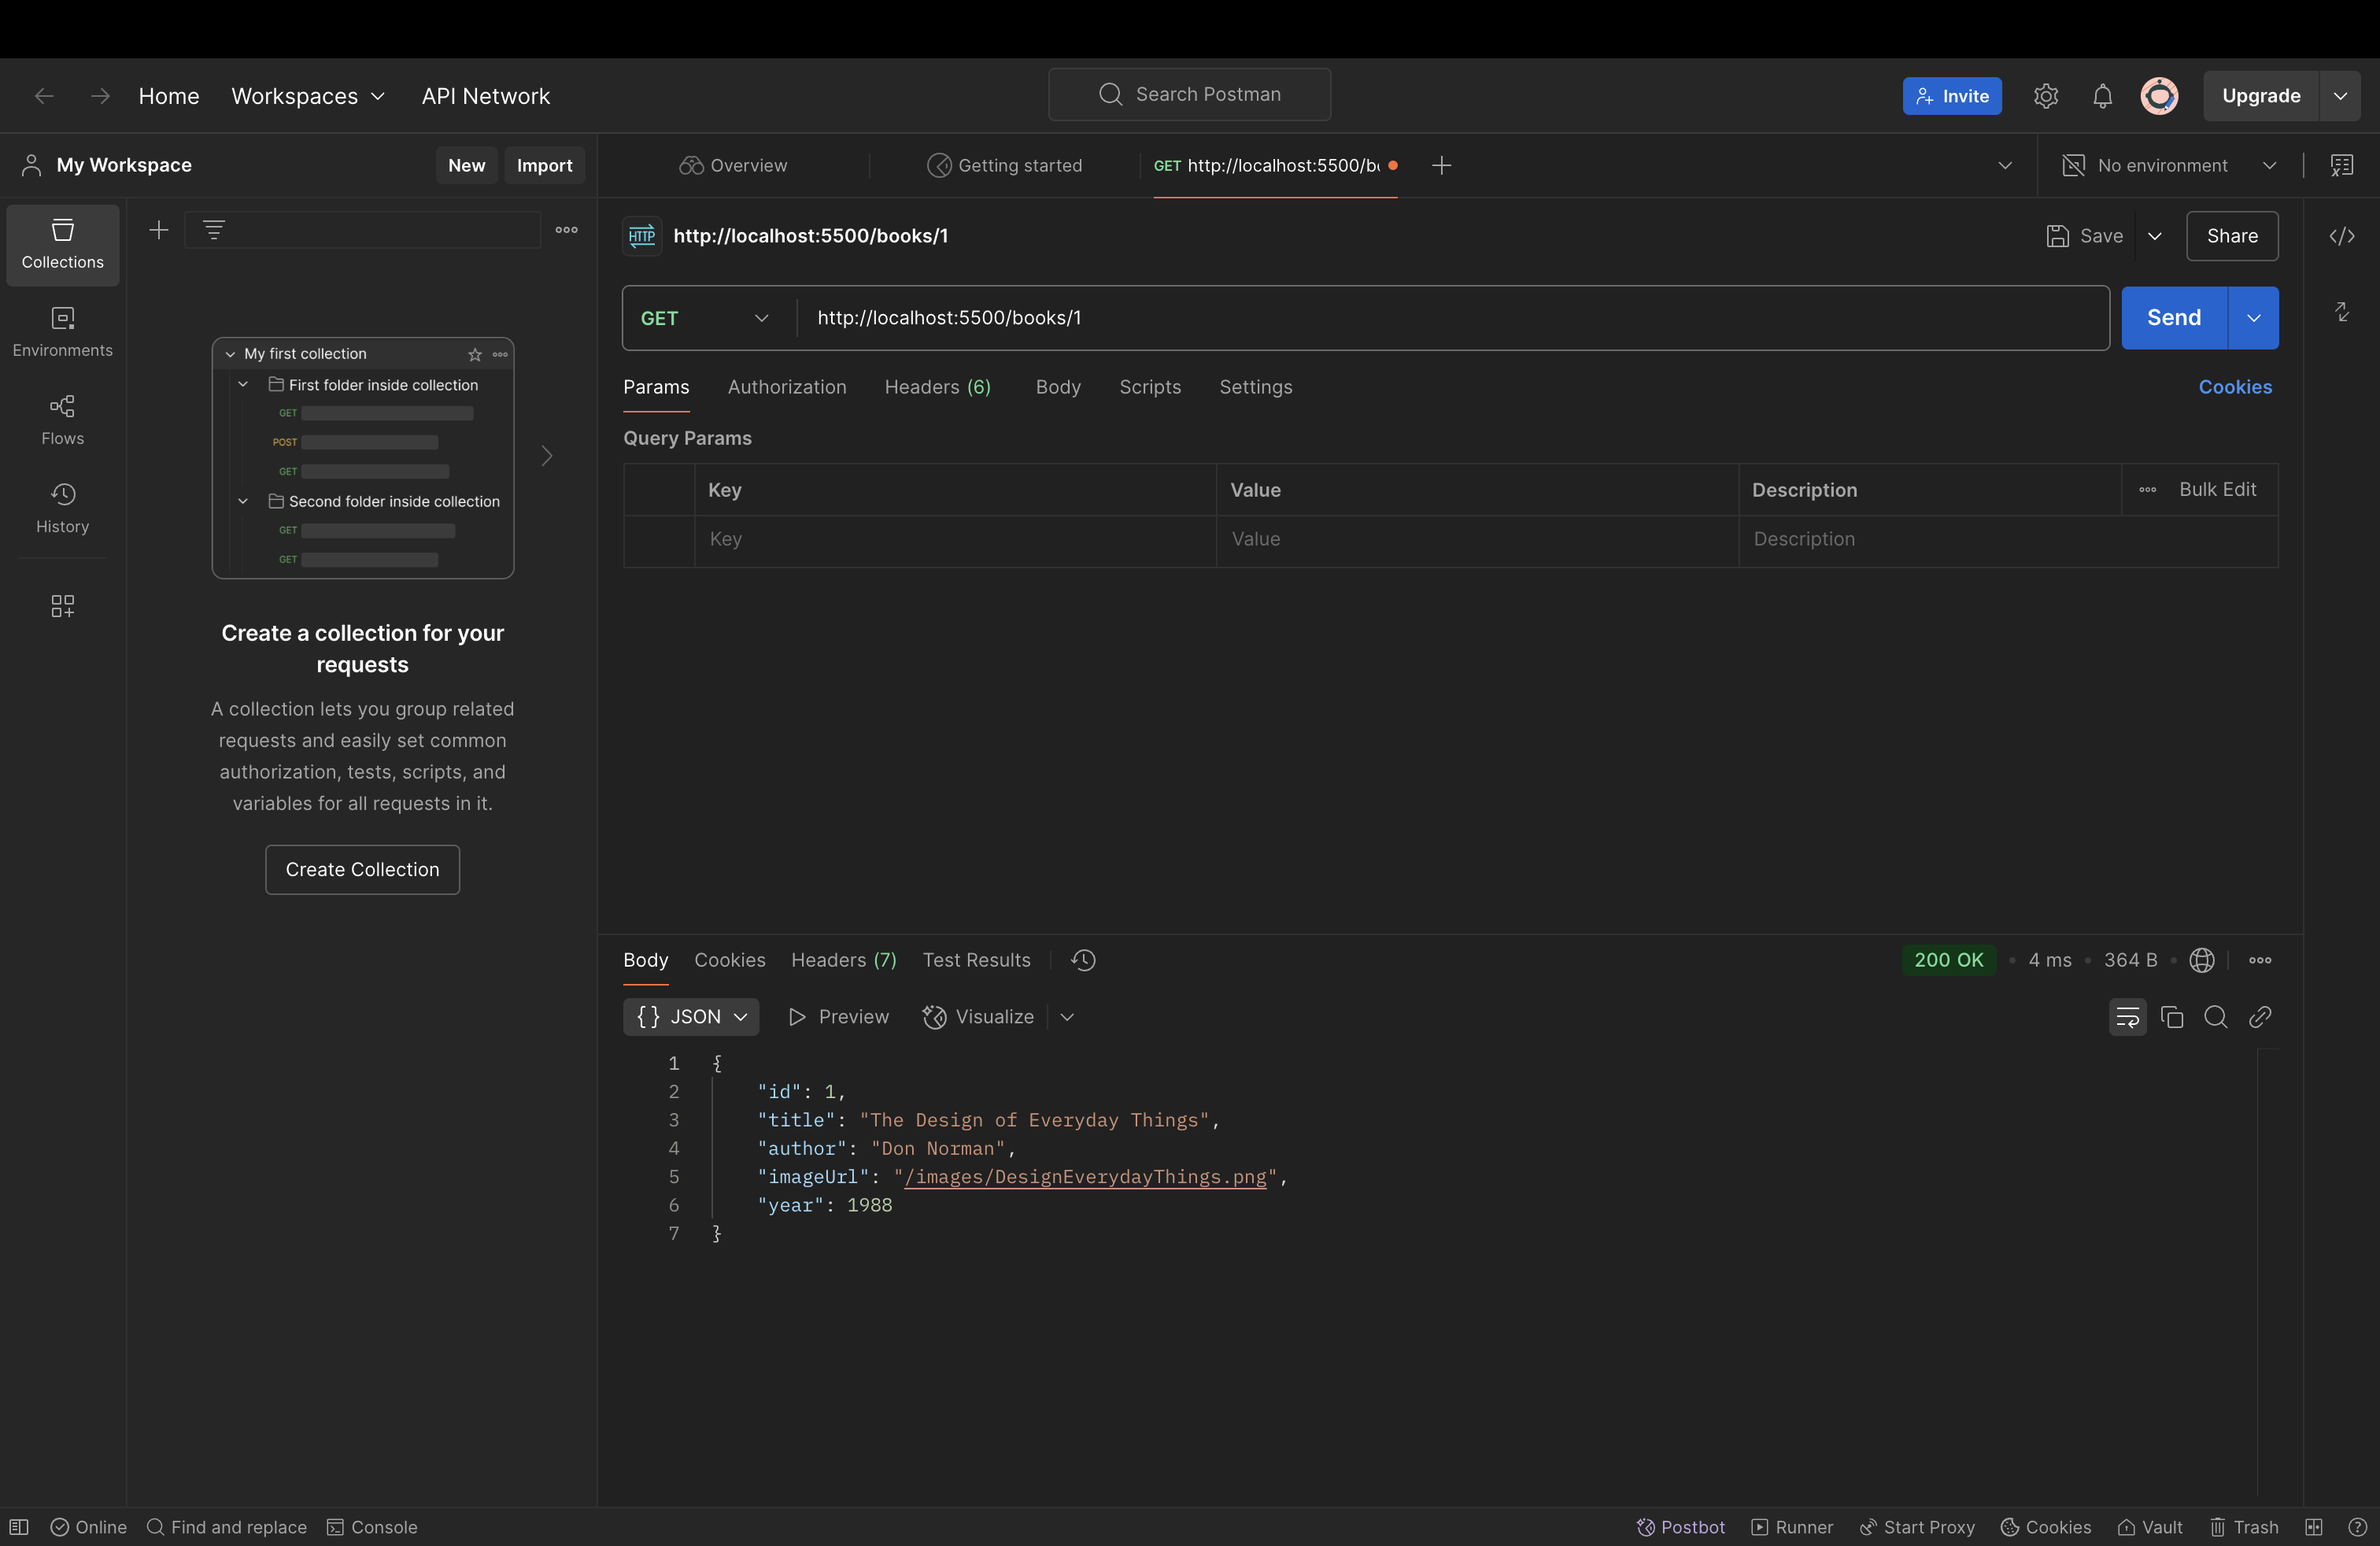 Home Workspaces API Network Search Postman Invite Upgrade
My Workspace New Import Overview Getting started GET http://localhost:5500/b No environment
Collections
Environments
Flows
History
My first collection
First folder inside collection
GET
POST
GET
Second folder inside collection
GET
GET
Create a collection for your
requests
A collection lets you group related
requests and easily set common
authorization, tests, scripts, and
variables for all requests in it.
Create Collection
HTTP http://localhost:5500/books/1 Save Share
GET http://localhost:5500/books/1 Send
Params Authorization Headers (6) Body Scripts Settings Cookies
Query Params
Key Value Description Bulk Edit
Key Value Description
Body Cookies Headers (7) Test Results 200 OK • 4 ms • 364 B •
{ } JSON Preview Visualize
1 {
2 "id": 1,
3 "title": "The Design of Everyday Things",
4 "author": "Don Norman",
5 "imageUrl": "/images/DesignEverydayThings.png",
6 "year": 1988
7 }
Online Find and replace Console Postbot Runner Start Proxy Cookies Vault Trash